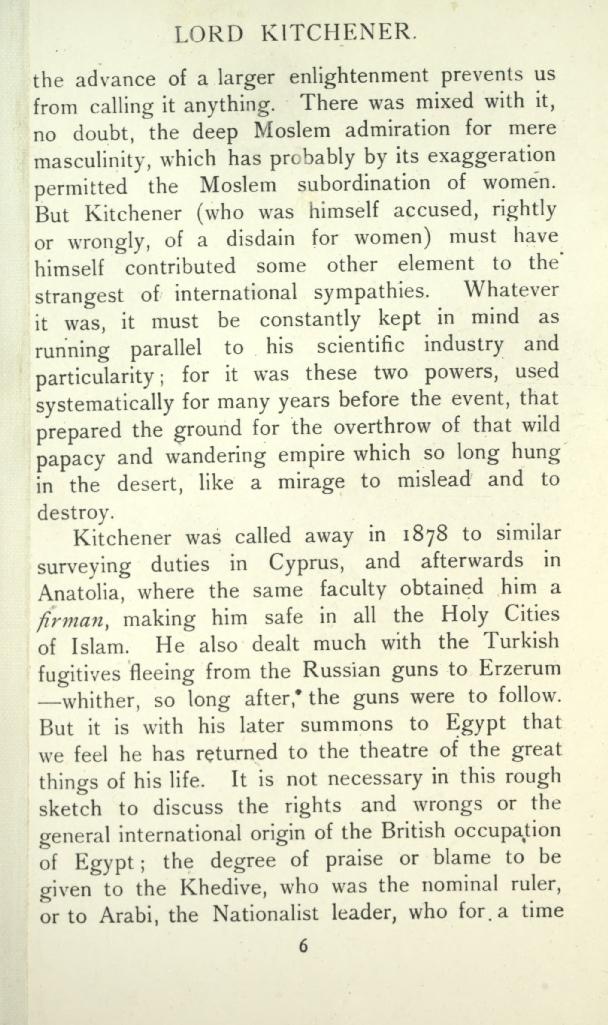 LORD KITCHENER.
the advance of a larger enlightenment prevents us
from calling it anything. There was mixed with it,
no doubt, the deep Moslem admiration for mere
masculinity, which has probably by its exaggeration
permitted the Moslem subordination of women.
But Kitchener (who was himself accused, rightly
or wrongly, of a disdain for women) must have
himself contributed some other element to the
strangest of international sympathies. Whatever
it was, it must be constantly kept in mind as
running parallel to his scientific industry and
particularity; for it was these two powers, used
systematically for many years before the event, that
prepared the ground for the overthrow of that wild
papacy and wandering empire which so long hung
in the desert, like a mirage to mislead and to
destroy.
Kitchener was called away in 1878 to similar
surveying duties in Cyprus, and afterwards in
Anatolia, where the same faculty obtained him a
firman, making him safe in all the Holy Cities
of Islam. He also dealt much with the Turkish
fugitives fleeing from the Russian guns to Erzerum
—whither, so long after, the guns were to follow.
But it is with his later summons to Egypt that
we feel he has returned to the theatre of the great
things of his life. It is not necessary in this rough
sketch to discuss the rights and wrongs or the
general international origin of the British occupation
of Egypt; the degree of praise or blame to be
given to the Khedive, who was the nominal ruler,
or to Arabi, the Nationalist leader, who for a time
6